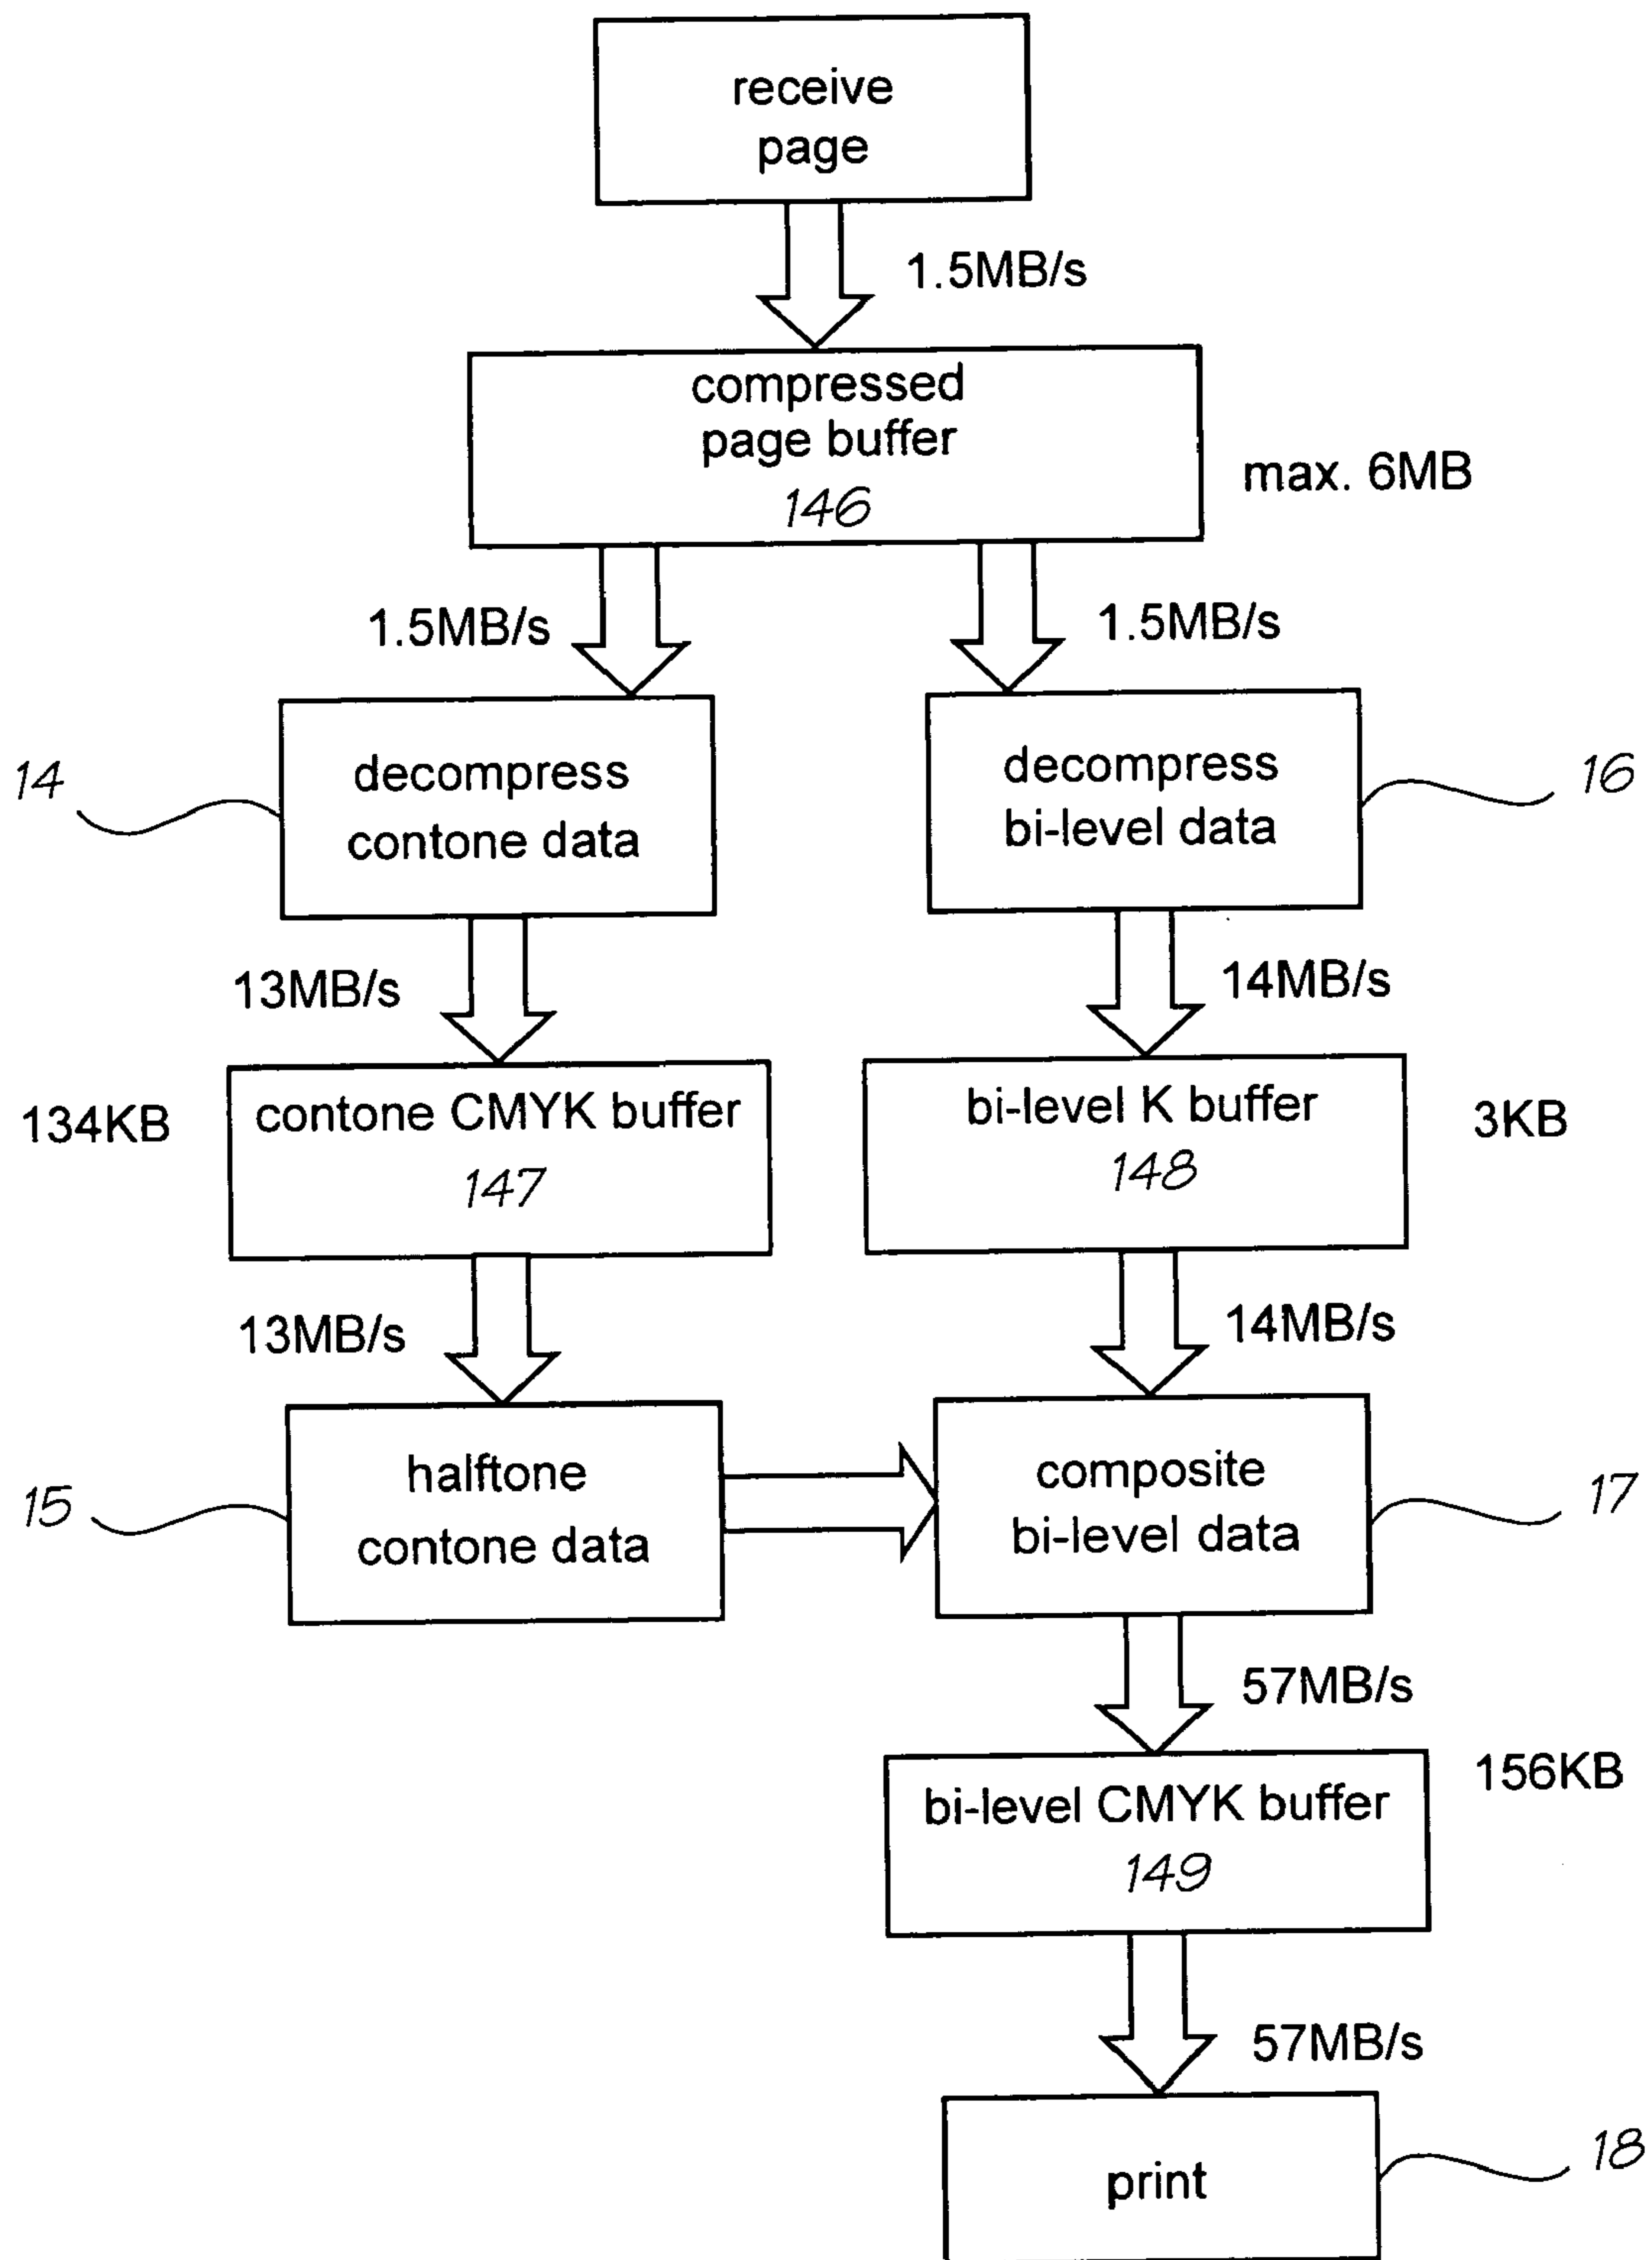 receive
page
1.5MB/s
compressed
page buffer
146
max. 6MB
1.5MB/s
1.5MB/s
14
decompress
contone data
decompress
bi-level data
16
13MB/s
14MB/s
134KB
contone CMYK buffer
147
bi-level K buffer
148
3KB
13MB/s
14MB/s
15
halftone
contone data
composite
bi-level data
17
57MB/s
bi-level CMYK buffer
149
156KB
57MB/s
print
18